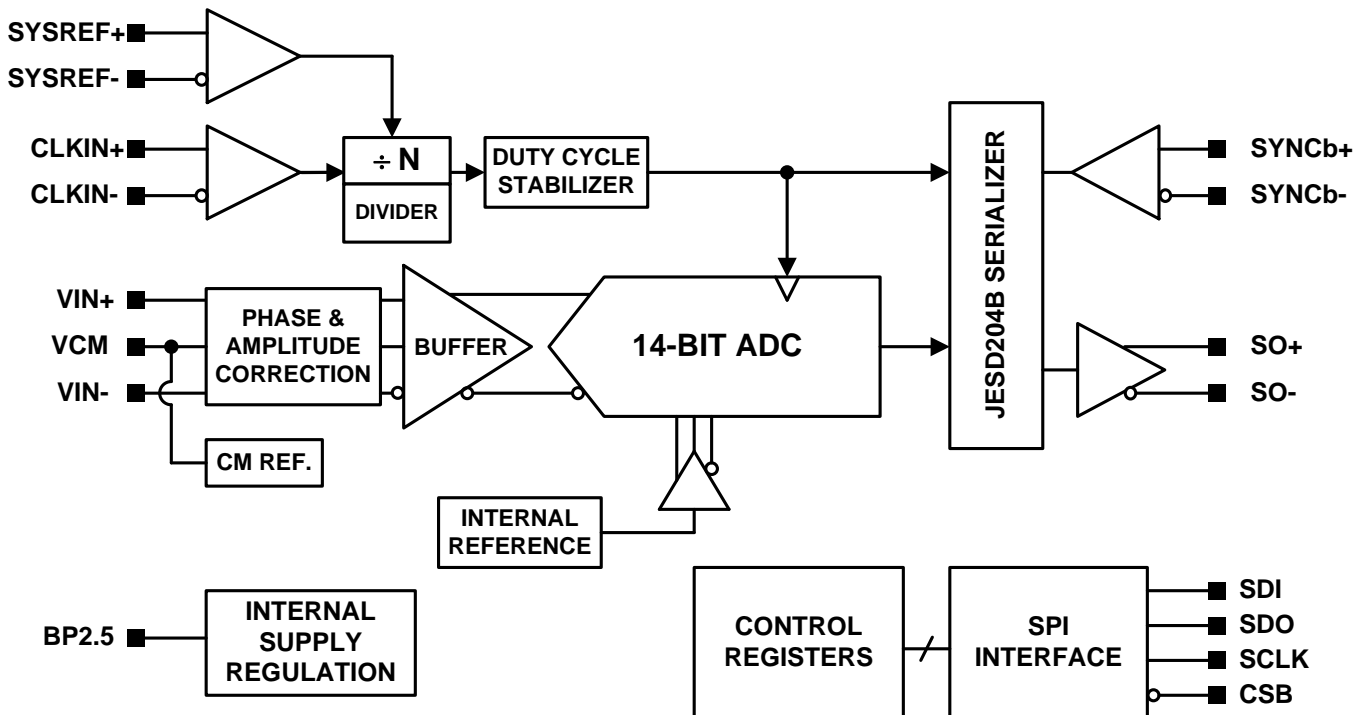 SYSREF+
SYSREF-
CLKIN+
CLKIN-
÷ N
DIVIDER
DUTY CYCLE
STABILIZER
JESD204B SERIALIZER
SYNCb+
SYNCb-
VIN+
VCM
VIN-
PHASE &
AMPLITUDE
CORRECTION
BUFFER
14-BIT ADC
SO+
SO-
CM REF.
INTERNAL
REFERENCE
BP2.5
INTERNAL
SUPPLY
REGULATION
CONTROL
REGISTERS
SPI
INTERFACE
SDI
SDO
SCLK
CSB